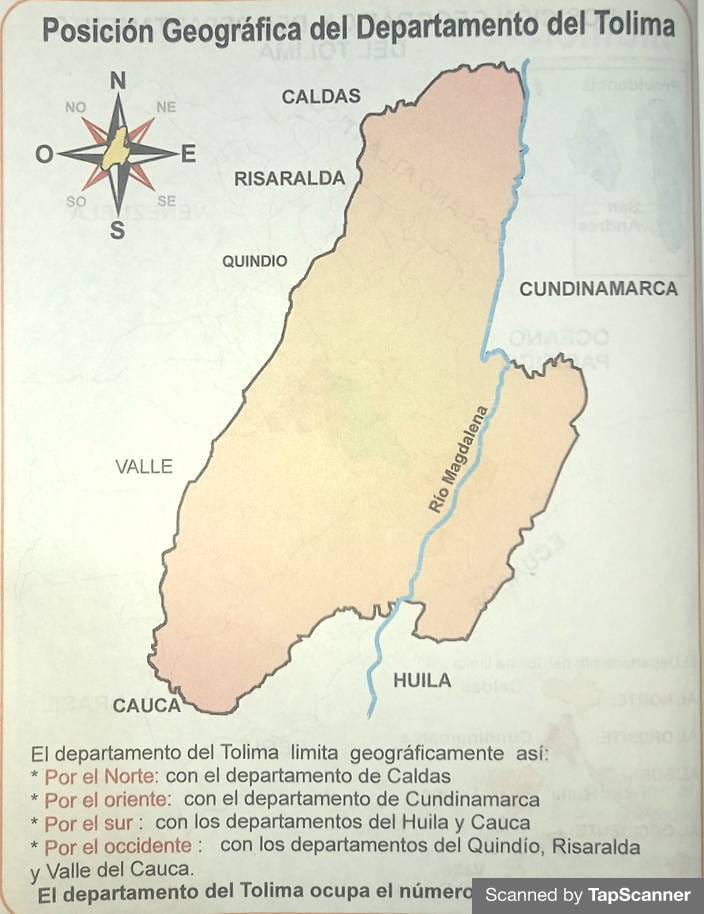 Posición Geográfica del Departamento del Tolima
N
NO
NE
O
E
SO
SE
S
CALDAS
RISARALDA
QUINDIO
CUNDINAMARCA
VALLE
Río Magdalena
HUILA
CAUCA
El departamento del Tolima limita geográficamente así:
* Por el Norte: con el departamento de Caldas
* Por el oriente: con el departamento de Cundinamarca
* Por el sur : con los departamentos del Huila y Cauca
* Por el occidente : con los departamentos del Quindío, Risaralda
y Valle del Cauca.
El departamento del Tolima ocupa el número
Scanned by TapScanner